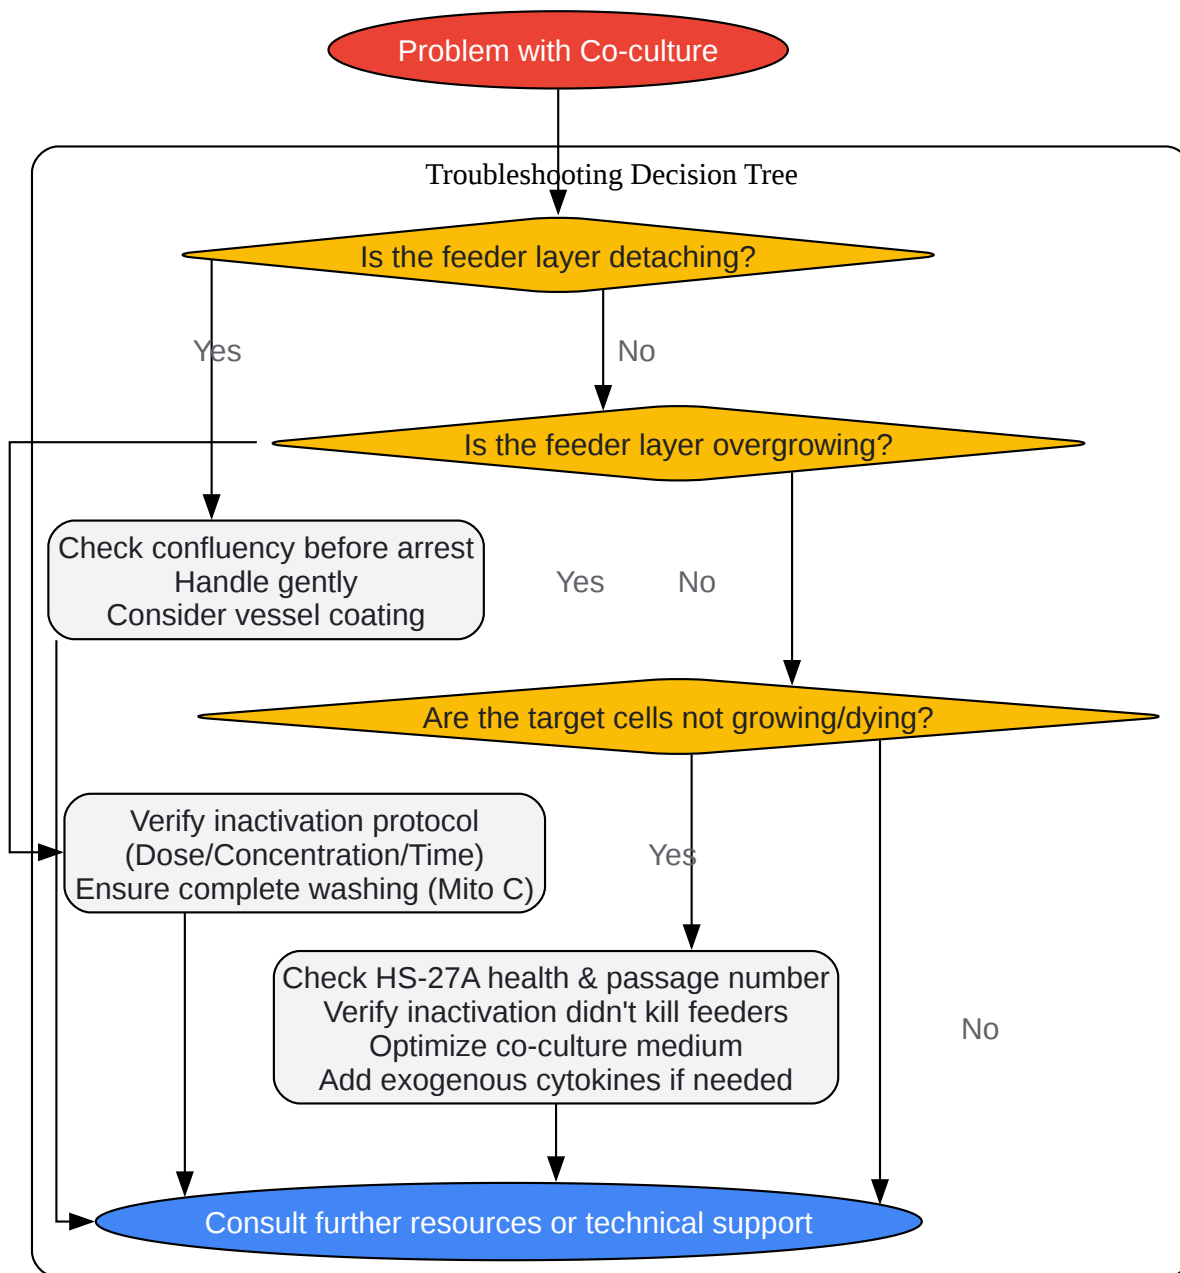 Problem with Co-culture
Troubleshooting Decision Tree
Is the feeder layer detaching?
Yes
No
Is the feeder layer overgrowing?
Check confluency before arrest
Handle gently
Consider vessel coating
Yes
No
Are the target cells not growing/dying?
Verify inactivation protocol
(Dose/Concentration/Time)
Ensure complete washing (Mito C)
Yes
Check HS-27A health & passage number
Verify inactivation didn't kill feeders
Optimize co-culture medium
Add exogenous cytokines if needed
No
Consult further resources or technical support